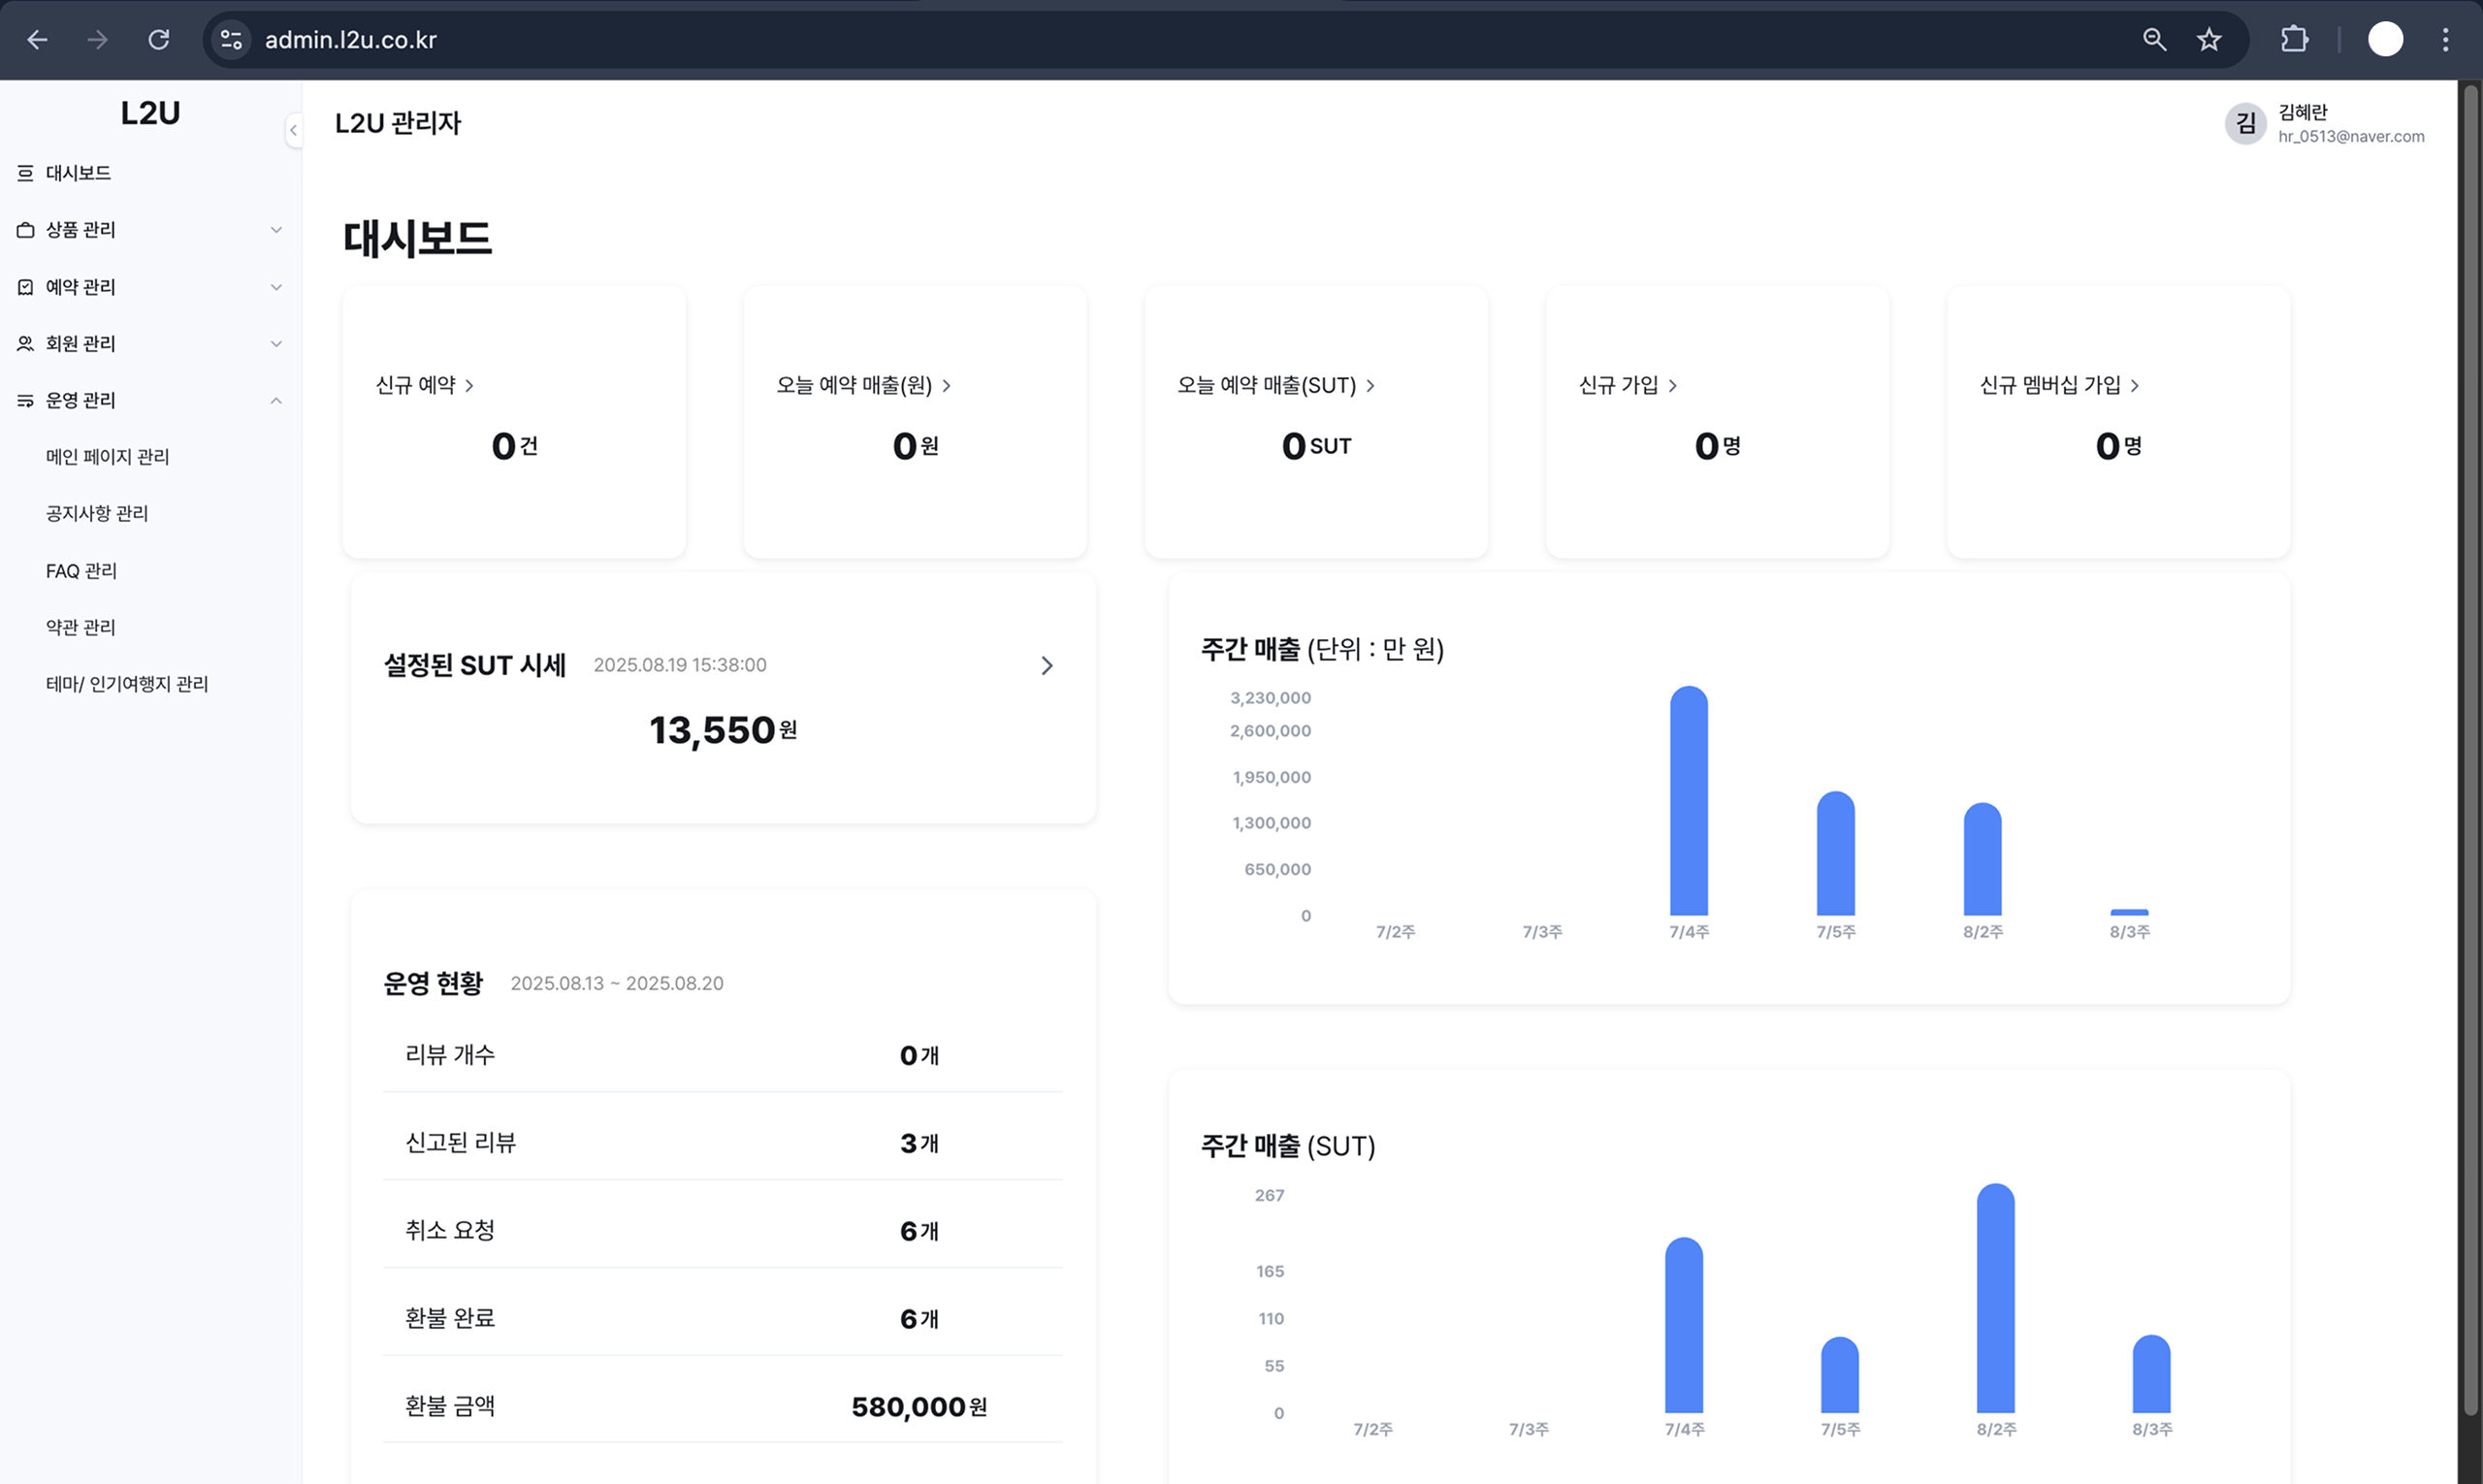 admin.l2u.co.kr
L2U
대시보드
상품 관리
예약 관리
회원 관리
운영 관리
메인 페이지 관리
공지사항 관리
FAQ 관리
약관 관리
테마/ 인기여행지 관리
L2U 관리자
김
김혜란
hr_0513@naver.com
대시보드
신규 예약
0건
오늘 예약 매출(원)
0원
오늘 예약 매출(SUT)
0 SUT
신규 가입
0명
신규 멤버십 가입
0명
설정된 SUT 시세 2025.08.19 15:38:00
13,550원
운영 현황 2025.08.13 ~ 2025.08.20
리뷰 개수 0개
신고된 리뷰 3개
취소 요청 6개
환불 완료 6개
환불 금액 580,000원
주간 매출 (단위 : 만 원)
3,230,000
2,600,000
1,950,000
1,300,000
650,000
0
7/2주 7/3주 7/4주 7/5주 8/2주 8/3주
주간 매출 (SUT)
267
165
110
55
0
7/2주 7/3주 7/4주 7/5주 8/2주 8/3주